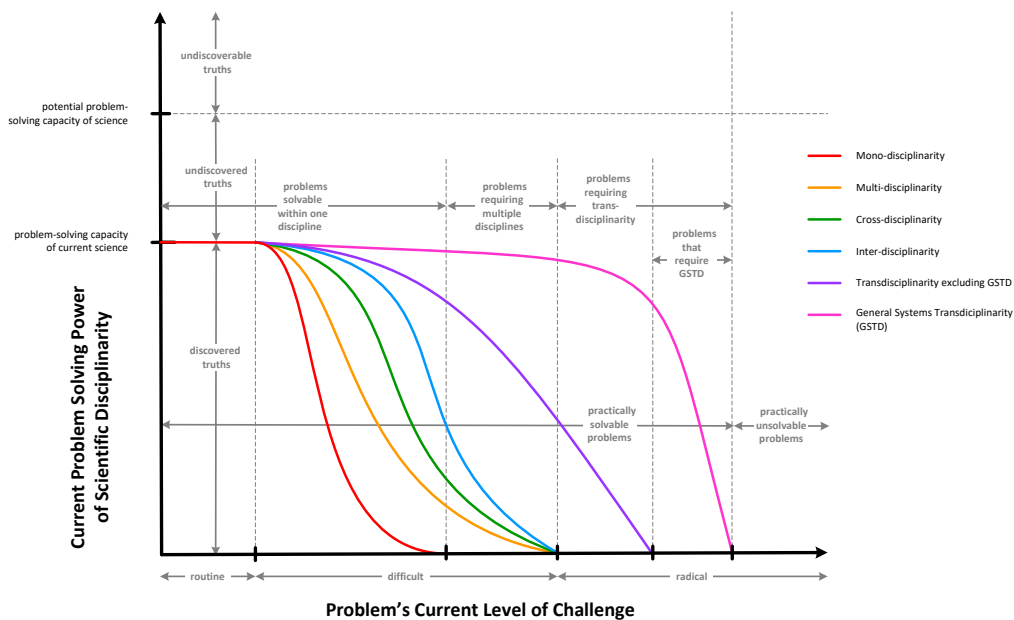 undiscoverable
truths
potential problem-
solving capacity of science
undiscovered
truths
problems
solvable
within one
discipline
problems
requiring
multiple
disciplines
problems
requiring
trans-
disciplinarity
problem-solving capacity
of current science
problems
that
require
GSTD
discovered
truths
practically
solvable
problems
practically
unsolvable
problems
Mono-disciplinarity
Multi-disciplinarity
Cross-disciplinarity
Inter-disciplinarity
Transdisciplinarity excluding GSTD
General Systems Transdiciplinarity
(GSTD)
Current Problem Solving Power
of Scientific Disciplinarity
routine
difficult
radical
Problem’s Current Level of Challenge